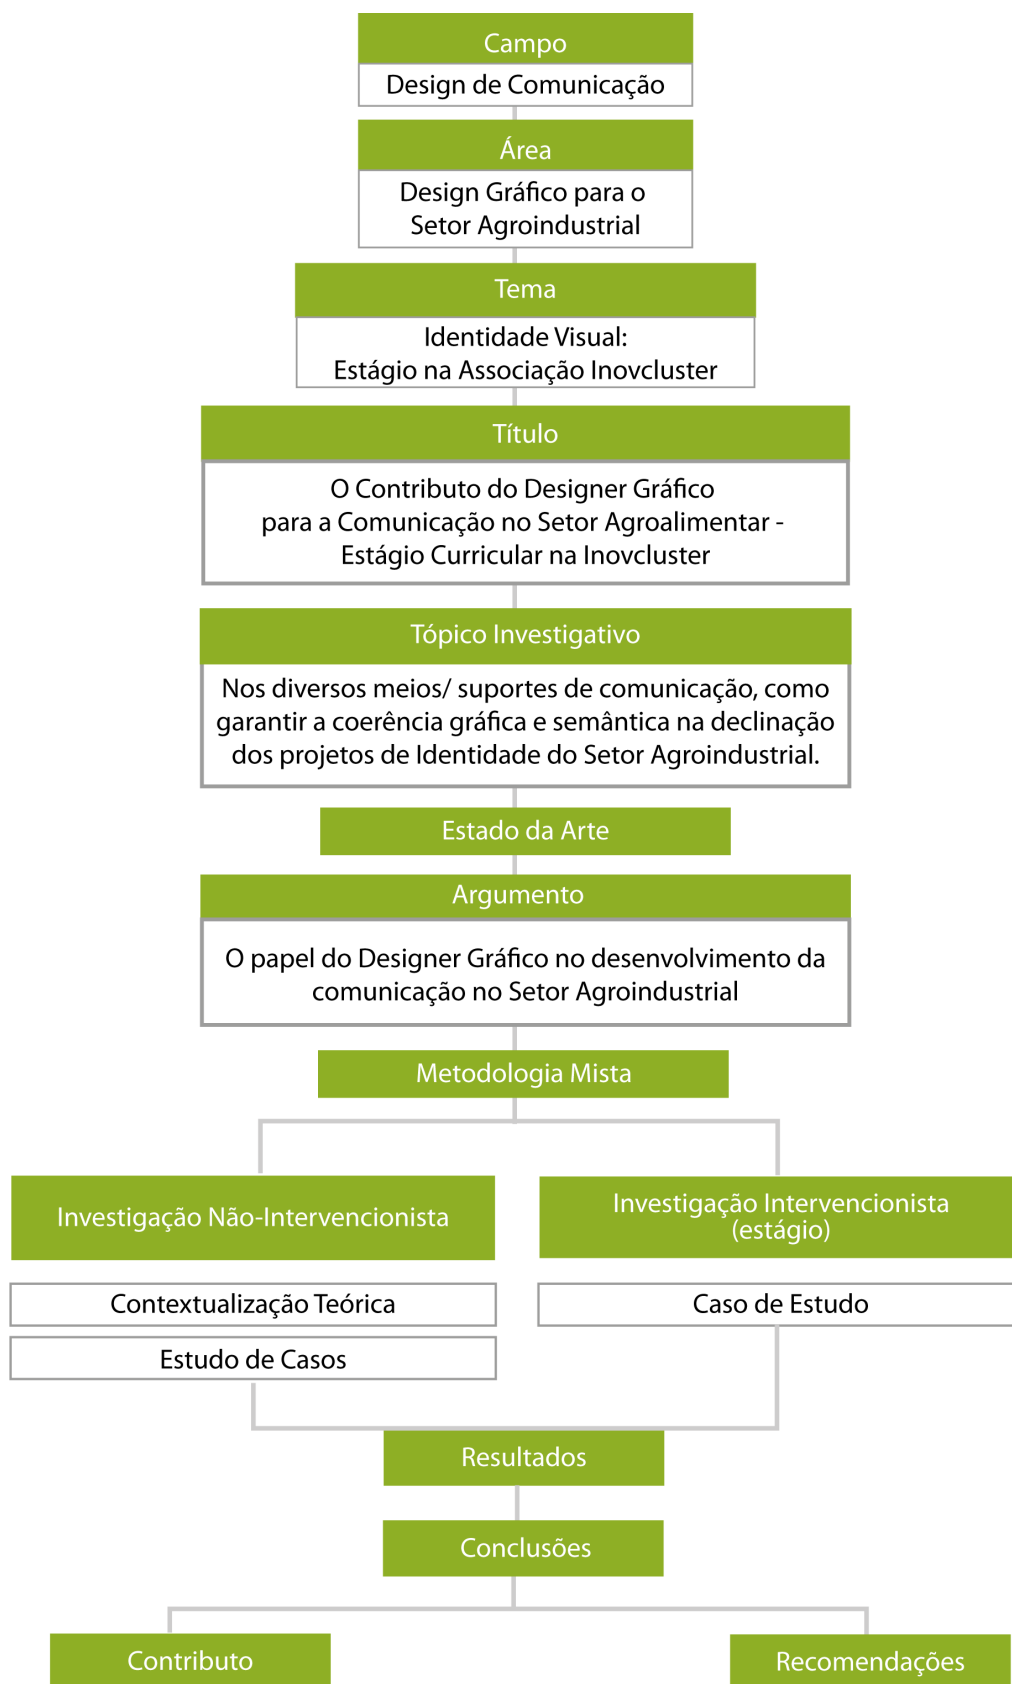 Campo
Design de Comunicação
Área
Design Gráfico para o
Setor Agroindustrial
Tema
Identidade Visual:
Estágio na Associação Inovcluster
Título
O Contributo do Designer Gráfico
para a Comunicação no Setor Agroalimentar -
Estágio Curricular na Inovcluster
Tópico Investigativo
Nos diversos meios/ suportes de comunicação, como
garantir a coerência gráfica e semântica na declinação
dos projetos de Identidade do Setor Agroindustrial.
Estado da Arte
Argumento
O papel do Designer Gráfico no desenvolvimento da
comunicação no Setor Agroindustrial
Metodologia Mista
Investigação Não-Intervencionista
Contextualização Teórica
Estudo de Casos
Investigação Intervencionista
(estágio)
Caso de Estudo
Resultados
Conclusões
Contributo
Recomendações